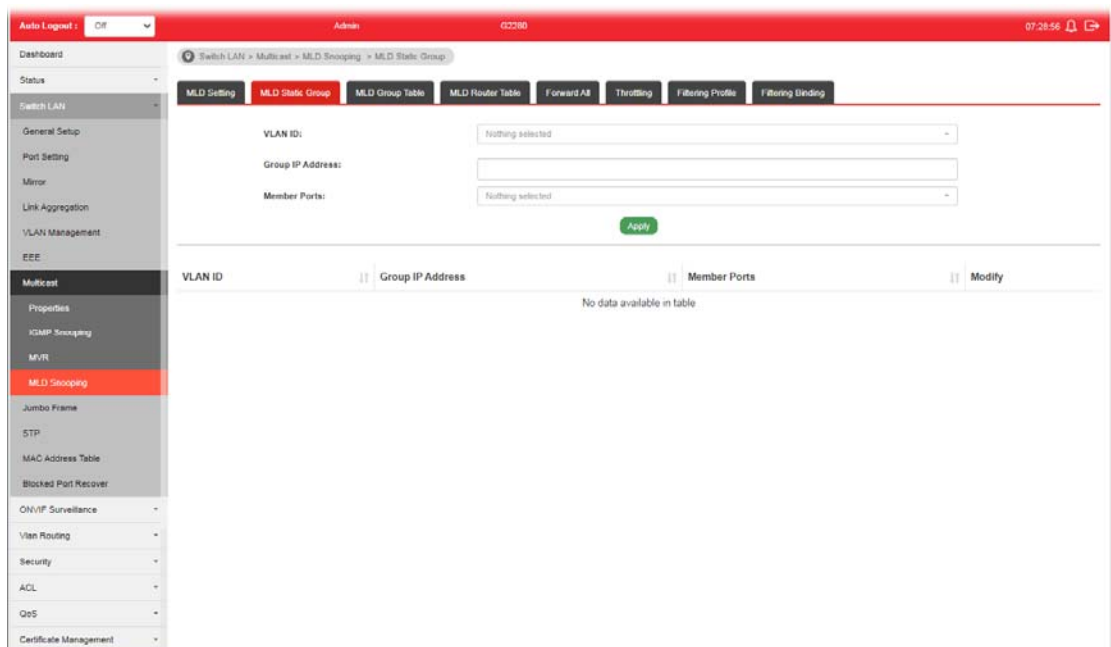 Auto Logout : Off Admin G2280 07:28:56
Dashboard
Switch LAN > Multicast > MLD Snooping > MLD Static Group
Status
MLD Setting MLD Static Group MLD Group Table MLD Router Table Forward All Throttling Filtering Profile Filtering Binding
Switch LAN
General Setup
VLAN ID: Nothing selected
Port Setting
Group IP Address:
Mirror
Member Ports: Nothing selected
Link Aggregation
Apply
VLAN Management
EEE
VLAN ID Group IP Address Member Ports Modify
Multicast
No data available in table
Properties
IGMP Snooping
MVR
MLD Snooping
Jumbo Frame
STP
MAC Address Table
Blocked Port Recover
ONVIF Surveillance
Vlan Routing
Security
ACL
QoS
Certificate Management